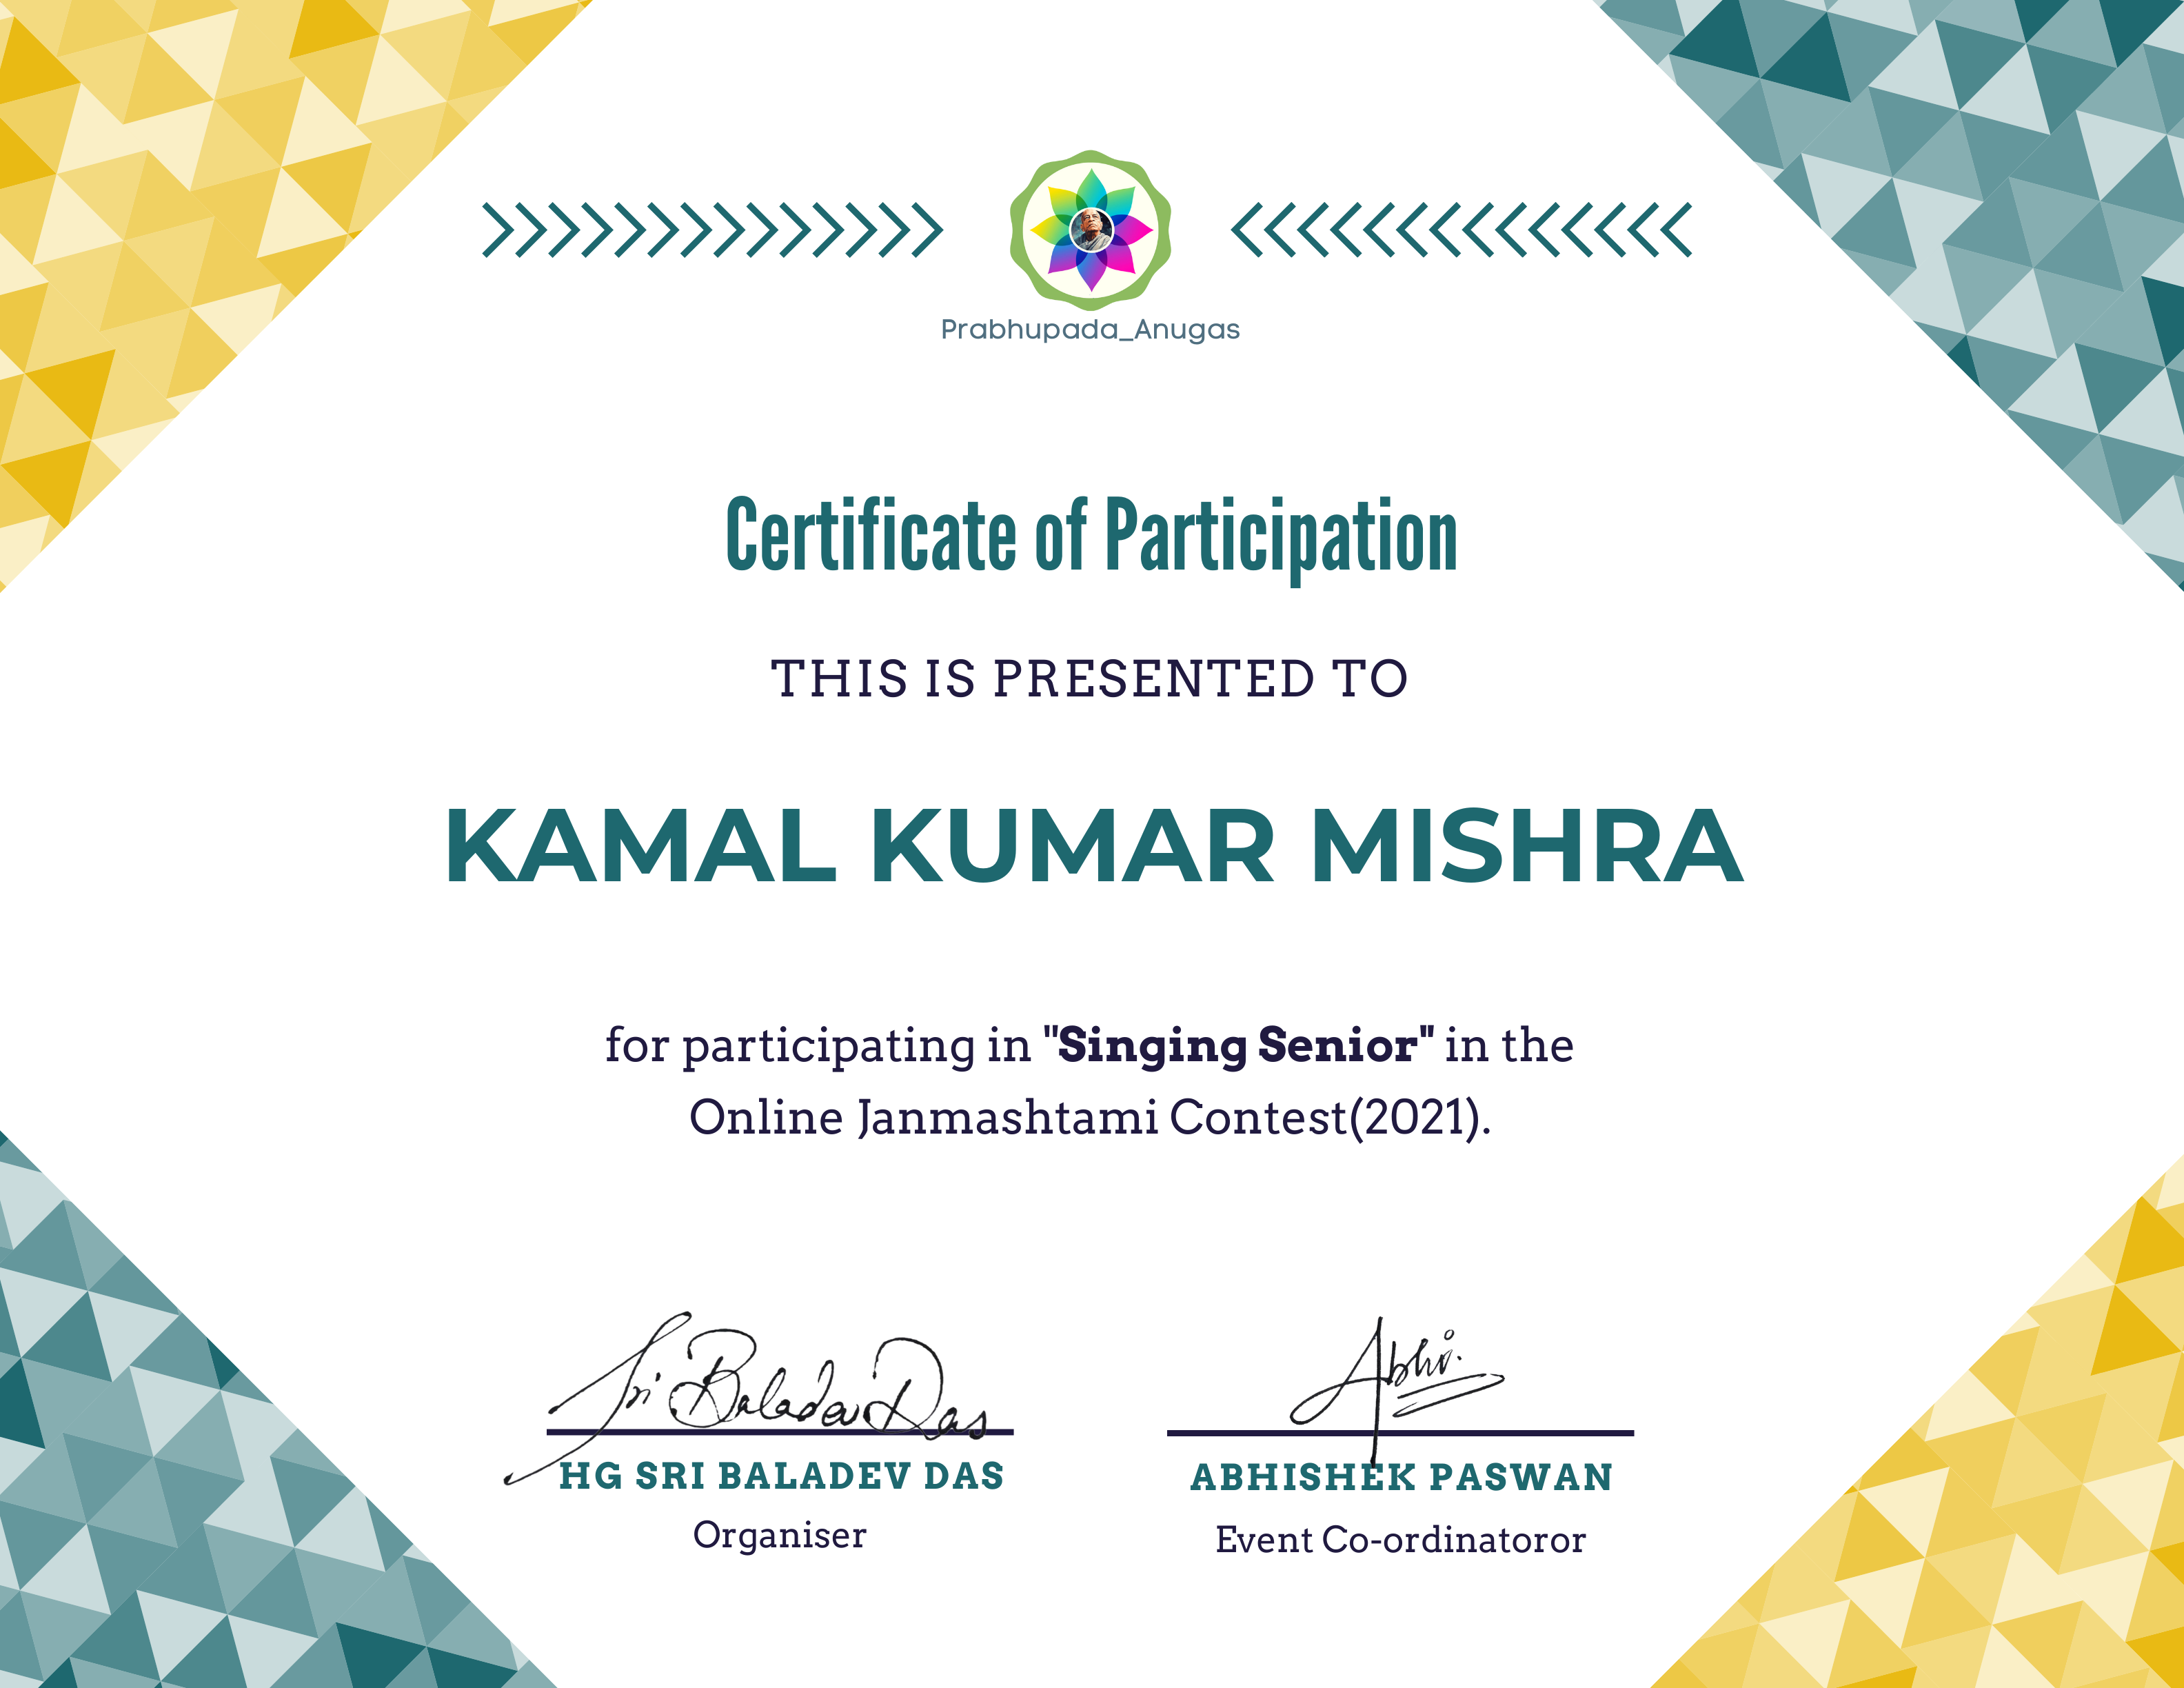 Prabhupada_Anugas
Certificate of Participation
THIS IS PRESENTED TO
KAMAL KUMAR MISHRA
for participating in "Singing Senior" in the
Online Janmashtami Contest(2021).
Sri Baladev Das
Abhi.
HG SRI BALADEV DAS
ABHISHEK PASWAN
Organiser
Event Co-ordinatoror